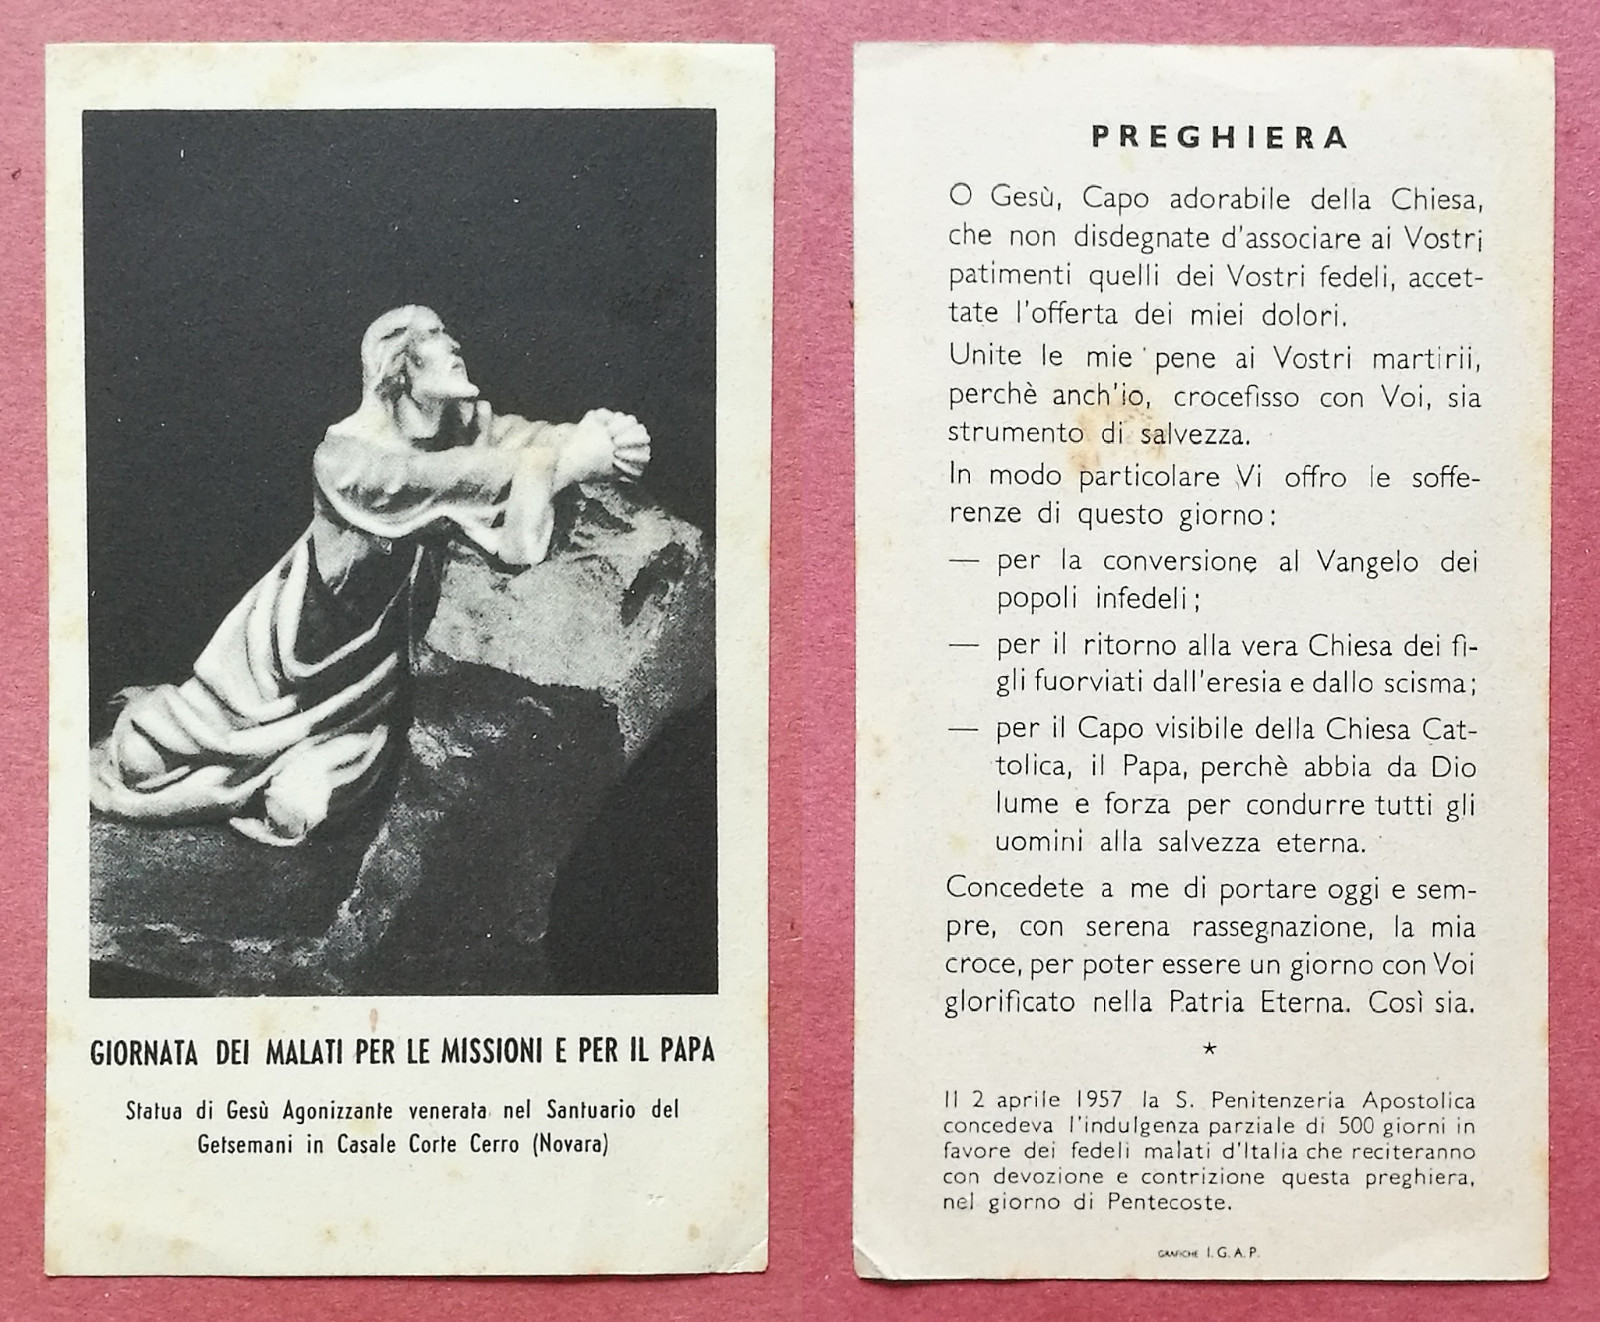 GIORNATA DEI MALATI PER LE MISSIONI E PER IL PAPA
Statua di Gesù Agonizzante venerata nel Santuario del
Getsemani in Casale Corte Cerro (Novara)
PREGHIERA
O Gesù, Capo adorabile della Chiesa,
che non disdegnate d'associare ai Vostri
patimenti quelli dei Vostri fedeli, accet-
tate l'offerta dei miei dolori.
Unite le mie pene ai Vostri martirii,
perchè anch'io, crocefisso con Voi, sia
strumento di salvezza.
In modo particolare Vi offro le soffe-
renze di questo giorno:
— per la conversione al Vangelo dei
popoli infedeli;
— per il ritorno alla vera Chiesa dei fi-
gli fuorviati dall'eresia e dallo scisma;
— per il Capo visibile della Chiesa Cat-
tolica, il Papa, perchè abbia da Dio
lume e forza per condurre tutti gli
uomini alla salvezza eterna.
Concedete a me di portare oggi e sem-
pre, con serena rassegnazione, la mia
croce, per poter essere un giorno con Voi
glorificato nella Patria Eterna. Così sia.
*
Il 2 aprile 1957 la S. Penitenzeria Apostolica
concedeva l'indulgenza parziale di 500 giorni in
favore dei fedeli malati d'Italia che reciteranno
con devozione e contrizione questa preghiera,
nel giorno di Pentecoste.
GRAFICHE I.G.A.P.